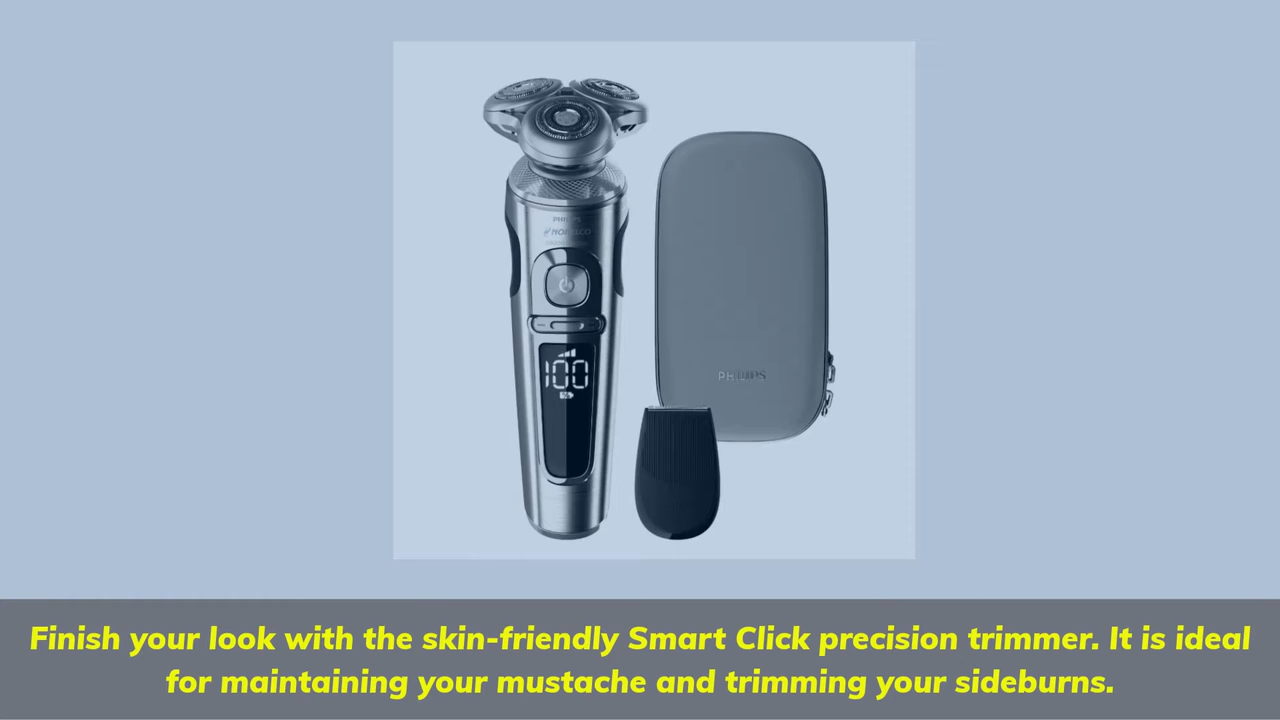 PHILIPS
NORELCO
100
PHILIPS
Finish your look with the skin-friendly Smart Click precision trimmer. It is ideal
for maintaining your mustache and trimming your sideburns.